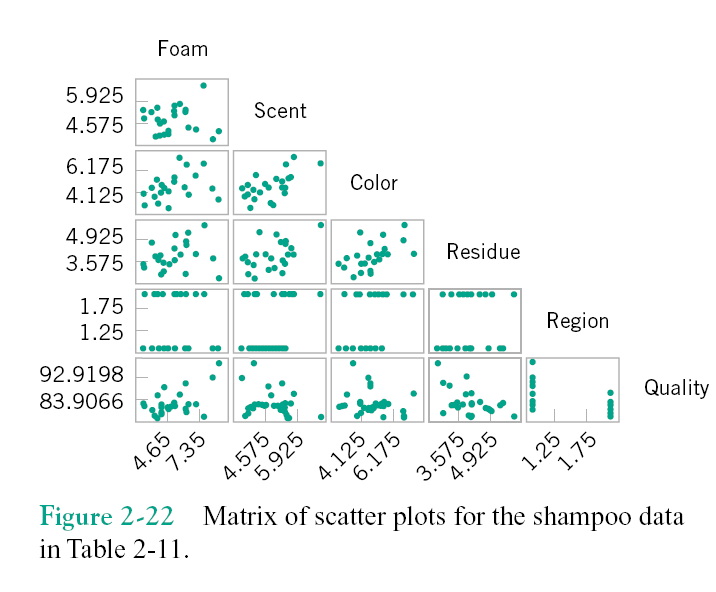 Foam
5.925
4.575
Scent
6.175
4.125
Color
4.925
3.575
Residue
1.75
1.25
Region
92.9198
83.9066
Quality
4.65 7.35 4.575 5.925 4.125 6.175 3.575 4.925 1.25 1.75
Figure 2-22 Matrix of scatter plots for the shampoo data
in Table 2-11.